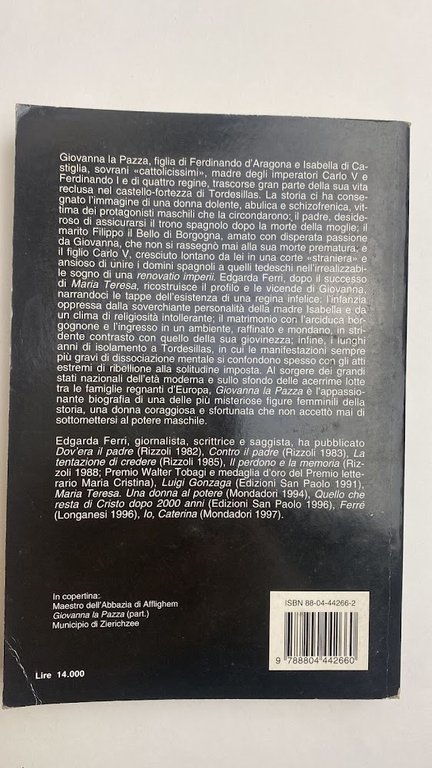 Giovanna la Pazza, figlia di Ferdinando d'Aragona e Isabella di Ca-
stiglia, sovrani «cattolicissimi», madre degli imperatori Carlo V e
Ferdinando I e di quattro regine, trascorse gran parte della sua vita
reclusa nel castello-fortezza di Tordesillas. La storia ci ha conse-
gnato l'immagine di una donna dolente, abulica e schizofrenica, vit-
tima dei protagonisti maschili che la circondarono: il padre, deside-
roso di assicurarsi il trono spagnolo dopo la morte della moglie; il
marito Filippo il Bello di Borgogna, amato con disperata passione
da Giovanna, che non si rassegnò mai alla sua morte prematura, e
il figlio Carlo V, cresciuto lontano da lei in una corte «straniera» e
ansioso di unire i domini spagnoli a quelli tedeschi nell'irrealizzabi-
le sogno di una renovatio imperii. Edgarda Ferri, dopo il successo
di Maria Teresa, ricostruisce il profilo e le vicende di Giovanna,
narrandoci le tappe dell'esistenza di una regina infelice: l'infanzia
oppressa dalla soverchiante personalità della madre Isabella e da
un clima di religiosità intollerante; il matrimonio con l'arciduca bor-
gognone e l'ingresso in un ambiente, raffinato e mondano, in stri-
dente contrasto con quello della sua giovinezza; infine, i lunghi
anni di isolamento a Tordesillas, in cui le manifestazioni sempre
più gravi di dissociazione mentale si confondono spesso con gli atti
estremi di ribellione alla solitudine imposta. Al sorgere dei grandi
stati nazionali dell'età moderna e sullo sfondo delle acerrime lotte
tra le famiglie regnanti d'Europa, Giovanna la Pazza è l'appassio-
nante biografia di una delle più misteriose figure femminili della
storia, una donna coraggiosa e sfortunata che non accettò mai di
sottomettersi al potere maschile.
Edgarda Ferri, giornalista, scrittrice e saggista, ha pubblicato
Dov'era il padre (Rizzoli 1982), Contro il padre (Rizzoli 1983), La
tentazione di credere (Rizzoli 1985), Il perdono e la memoria (Riz-
zoli 1988; Premio Walter Tobagi e medaglia d'oro del Premio lette-
rario Maria Cristina), Luigi Gonzaga (Edizioni San Paolo 1991),
Maria Teresa. Una donna al potere (Mondadori 1994), Quello che
resta di Cristo dopo 2000 anni (Edizioni San Paolo 1996), Ferré
(Longanesi 1996), Io, Caterina (Mondadori 1997).
In copertina:
Maestro dell'Abbazia di Afflighem
Giovanna la Pazza (part.)
Municipio di Zierichzee
ISBN 88-04-44266-2
9 788804 442660
Lire 14.000